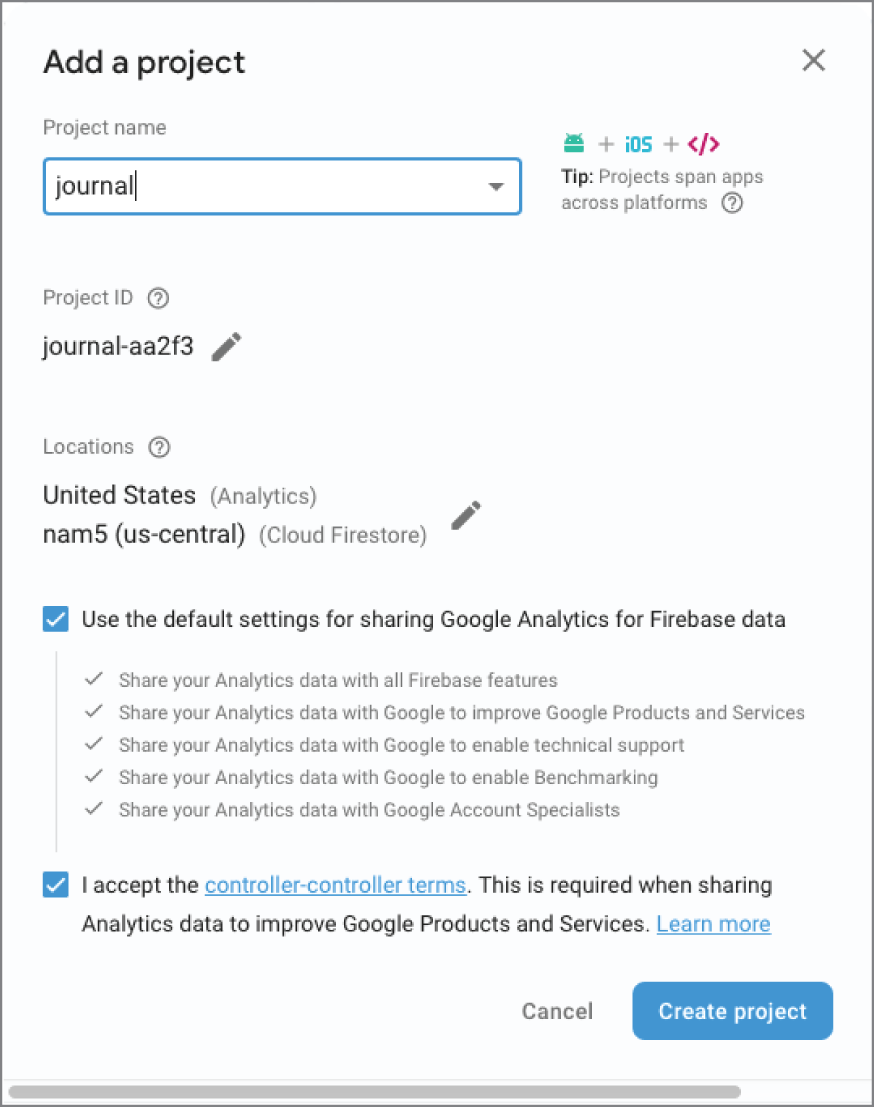 Add a project
Project name
journal
iOS
Tip: Projects span apps
across platforms
Project ID
journal-aa2f3
Locations
United States (Analytics)
nam5 (us-central) (Cloud Firestore)
Use the default settings for sharing Google Analytics for Firebase data
Share your Analytics data with all Firebase features
Share your Analytics data with Google to improve Google Products and Services
Share your Analytics data with Google to enable technical support
Share your Analytics data with Google to enable Benchmarking
Share your Analytics data with Google Account Specialists
I accept the controller-controller terms. This is required when sharing
Analytics data to improve Google Products and Services. Learn more
Cancel
Create project